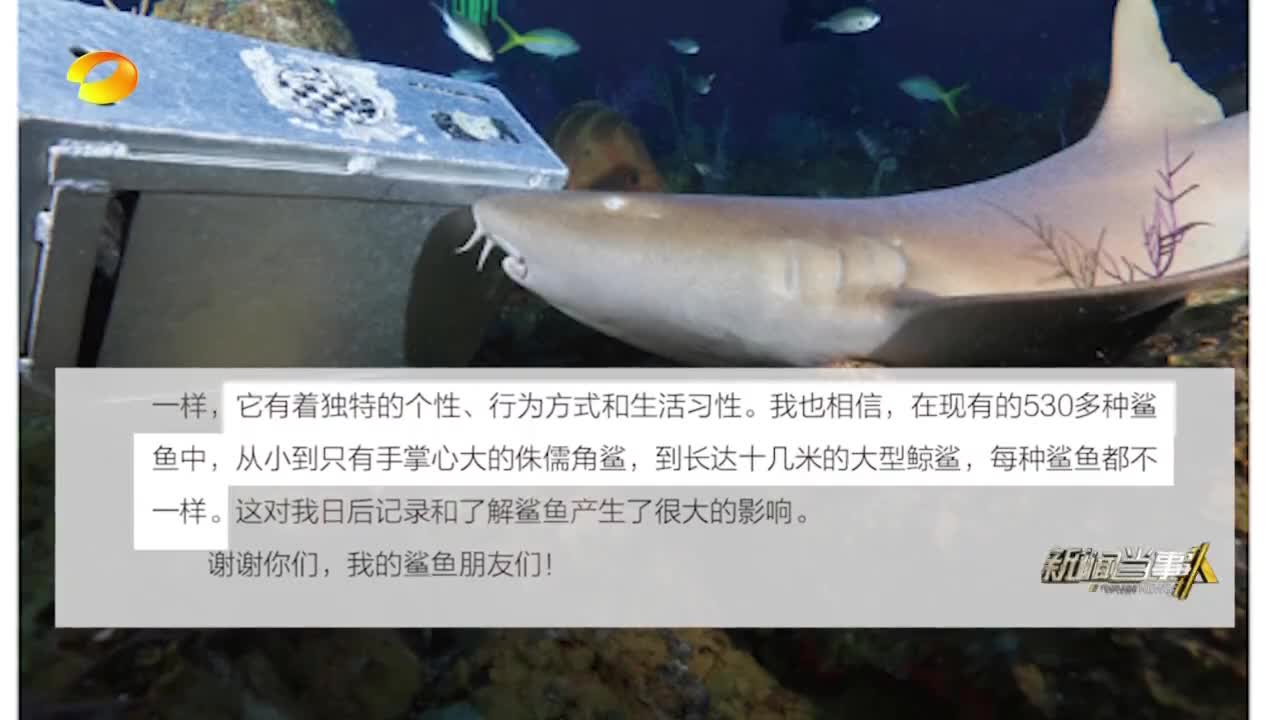 一样，它有着独特的个性、行为方式和生活习性。我也相信，在现有的530多种鲨
鱼中，从小到只有手掌心大的侏儒角鲨，到长达十几米的大型鲸鲨，每种鲨鱼都不
一样。这对我日后记录和了解鲨鱼产生了很大的影响。
谢谢你们，我的鲨鱼朋友们！
新闻当事人